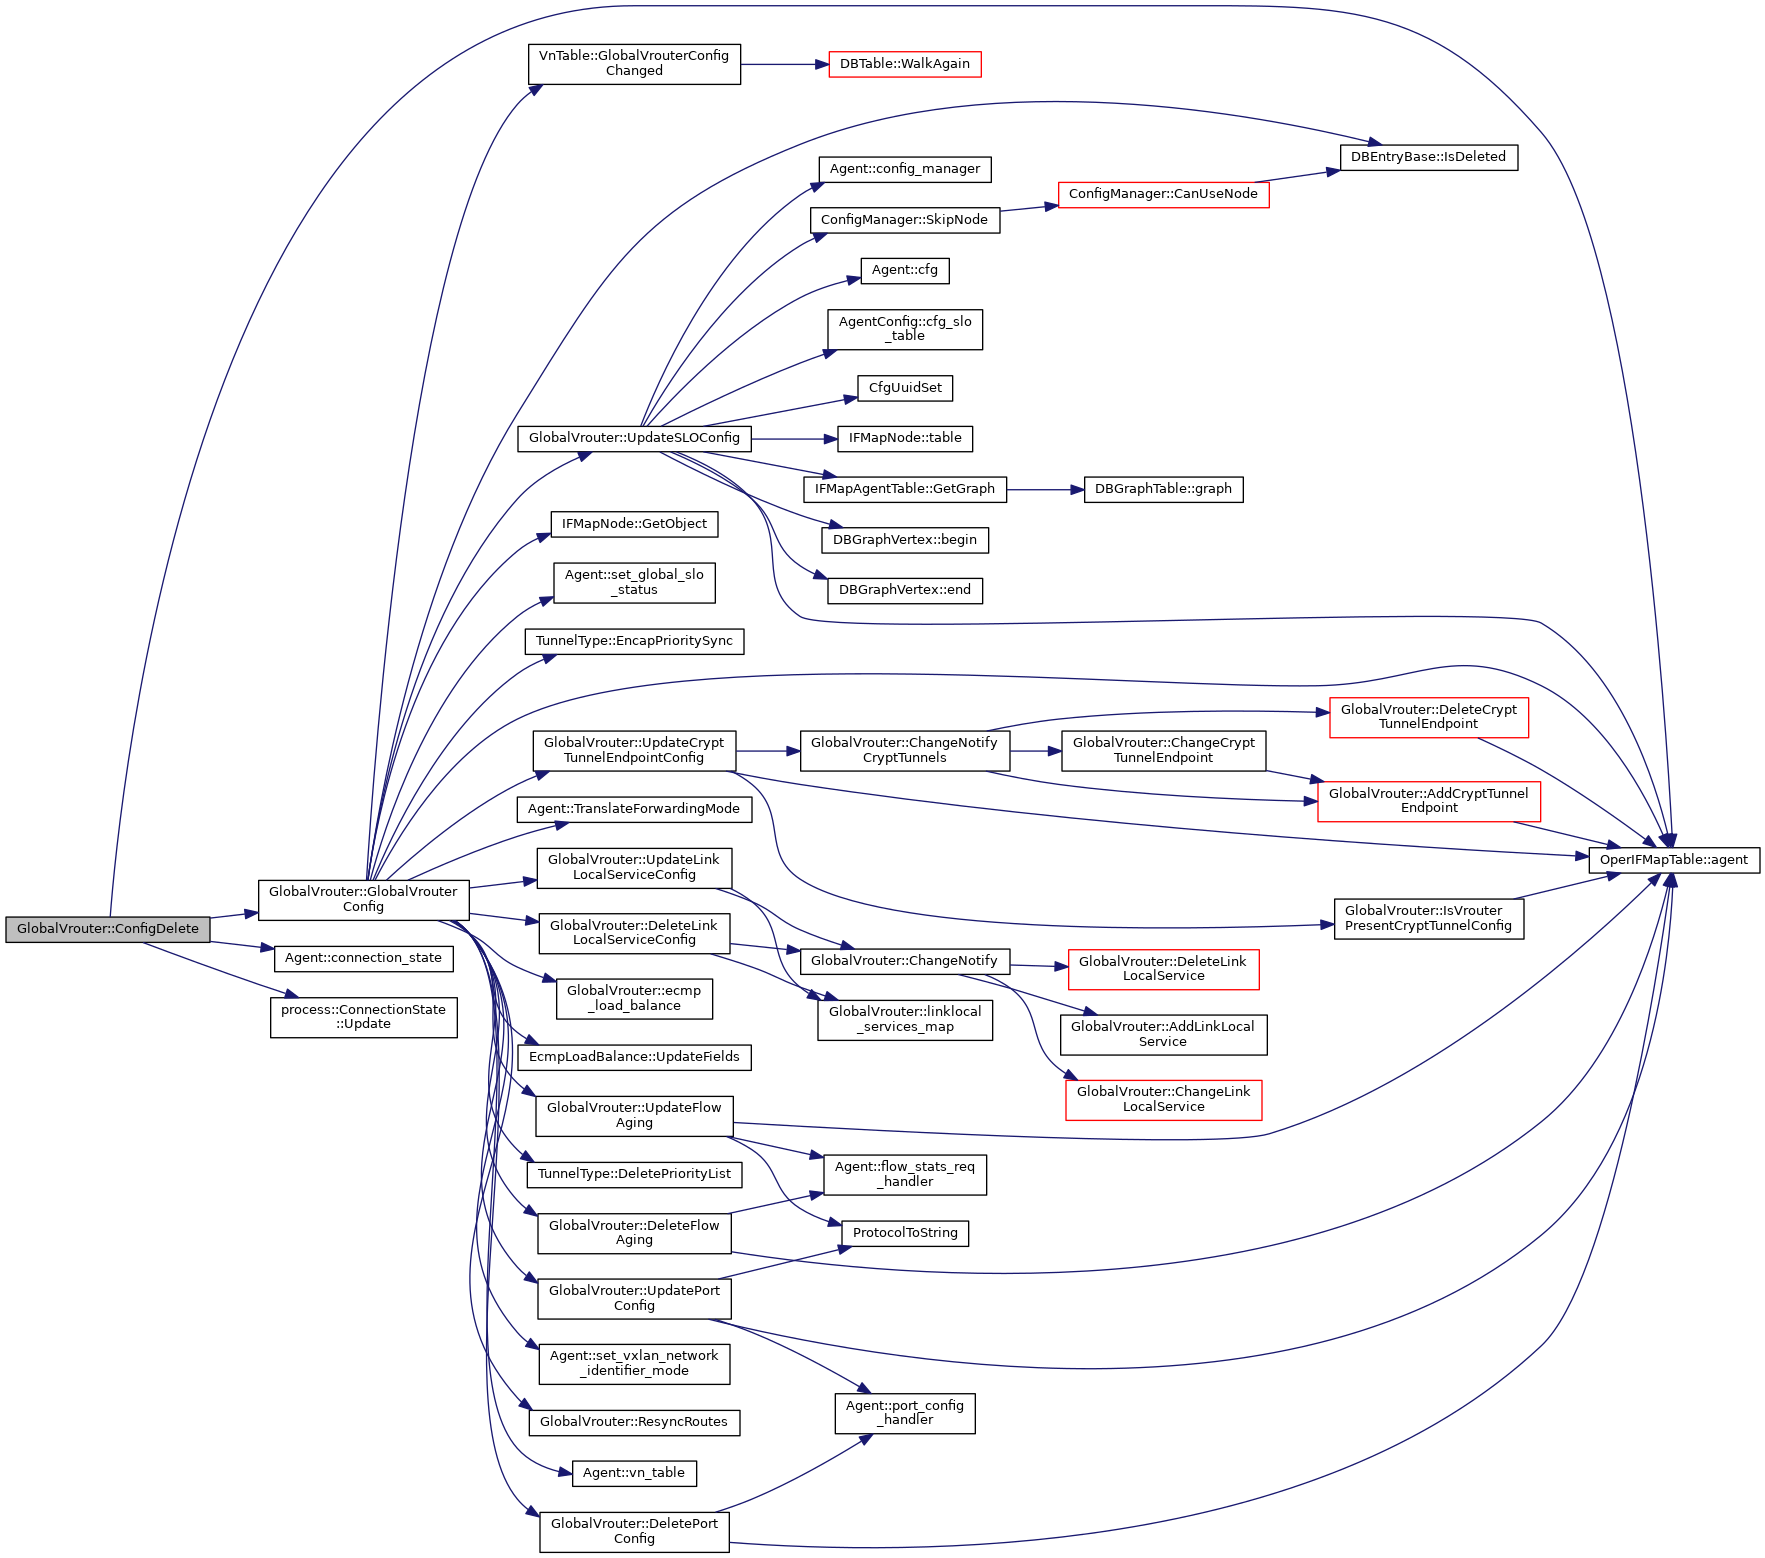 VnTable::GlobalVrouterConfig
Changed
DBTable::WalkAgain
DBEntryBase::IsDeleted
Agent::config_manager
ConfigManager::CanUseNode
ConfigManager::SkipNode
Agent::cfg
AgentConfig::cfg_slo
_table
CfgUuidSet
GlobalVrouter::UpdateSLOConfig
IFMapNode::table
IFMapAgentTable::GetGraph
DBGraphTable::graph
IFMapNode::GetObject
DBGraphVertex::begin
Agent::set_global_slo
_status
DBGraphVertex::end
TunnelType::EncapPrioritySync
GlobalVrouter::DeleteCrypt
TunnelEndpoint
GlobalVrouter::UpdateCrypt
TunnelEndpointConfig
GlobalVrouter::ChangeNotify
CryptTunnels
GlobalVrouter::ChangeCrypt
TunnelEndpoint
GlobalVrouter::AddCryptTunnel
Endpoint
Agent::TranslateForwardingMode
OperIFMapTable::agent
GlobalVrouter::UpdateLink
LocalServiceConfig
GlobalVrouter::GlobalVrouter
Config
GlobalVrouter::ConfigDelete
GlobalVrouter::IsVrouter
PresentCryptTunnelConfig
GlobalVrouter::DeleteLink
LocalServiceConfig
Agent::connection_state
GlobalVrouter::ChangeNotify
GlobalVrouter::DeleteLink
LocalService
process::ConnectionState
::Update
GlobalVrouter::ecmp
_load_balance
GlobalVrouter::linklocal
_services_map
GlobalVrouter::AddLinkLocal
Service
EcmpLoadBalance::UpdateFields
GlobalVrouter::ChangeLink
LocalService
GlobalVrouter::UpdateFlow
Aging
TunnelType::DeletePriorityList
Agent::flow_stats_req
_handler
GlobalVrouter::DeleteFlow
Aging
ProtocolToString
GlobalVrouter::UpdatePort
Config
Agent::set_vxlan_network
_identifier_mode
GlobalVrouter::ResyncRoutes
Agent::port_config
_handler
Agent::vn_table
GlobalVrouter::DeletePort
Config